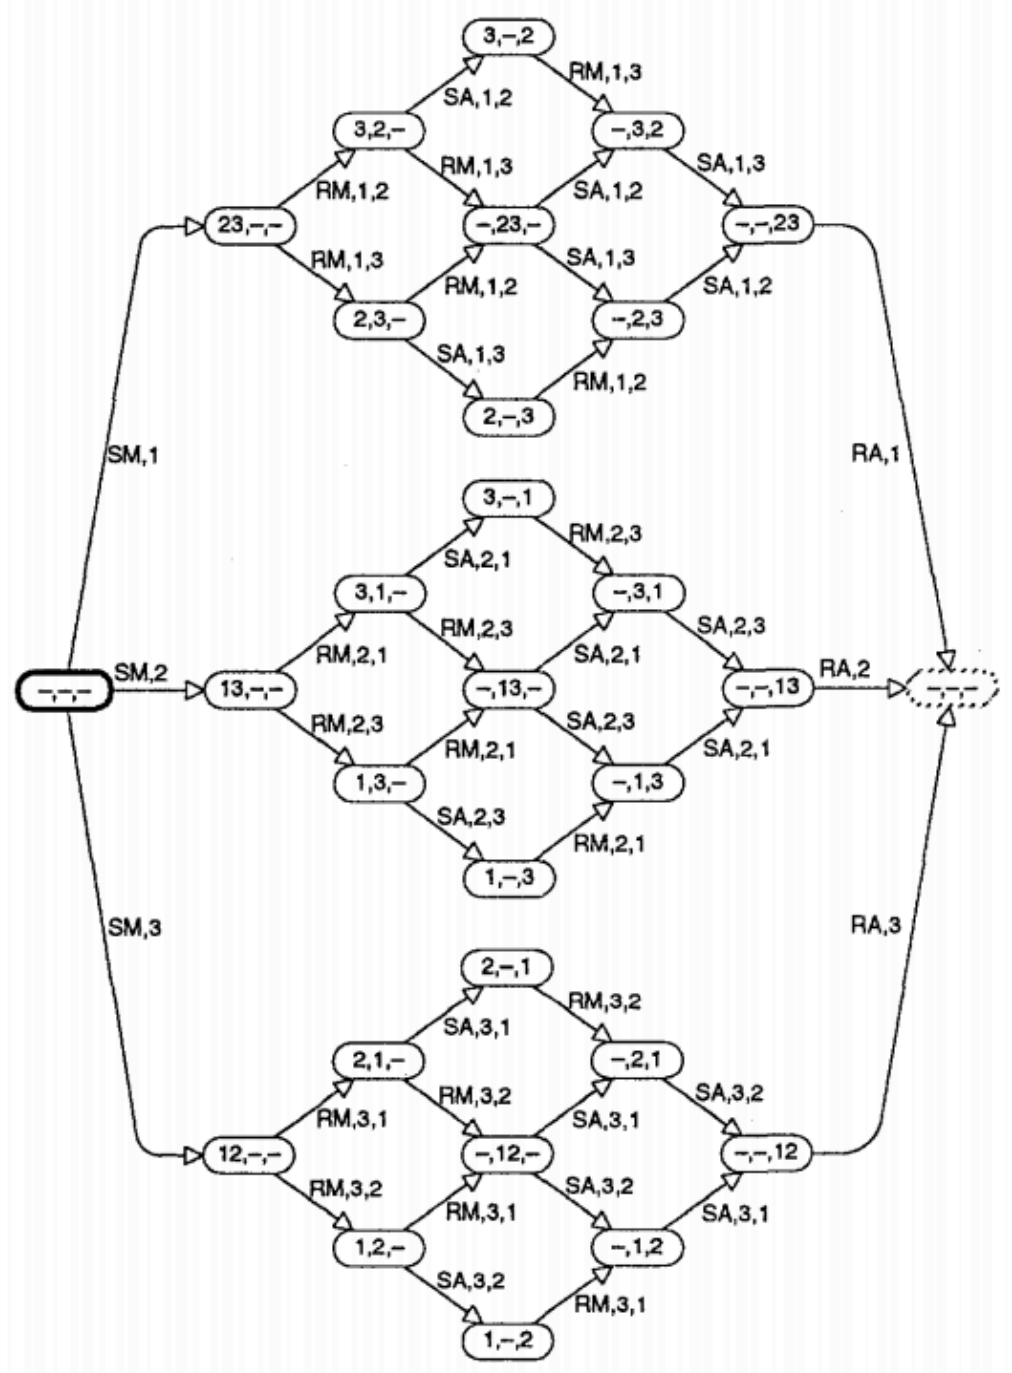 3,–,2
RM,1,3
SA,1,2
3,2,–
–,3,2
RM,1,3
SA,1,3
RM,1,2
SA,1,2
23,–,–
–,23,–
–,–,23
RM,1,3
SA,1,3
RM,1,2
SA,1,2
2,3,–
–,2,3
SA,1,3
RM,1,2
2,–,3
SM,1
RA,1
3,–,1
RM,2,3
SA,2,1
3,1,–
–,3,1
RM,2,3
SA,2,3
RM,2,1
SA,2,1
SM,2
RA,2
–,–,–
13,–,–
–,13,–
–,–,13
–,–,–
RM,2,3
SA,2,3
RM,2,1
SA,2,1
1,3,–
–,1,3
SA,2,3
RM,2,1
1,–,3
SM,3
RA,3
2,–,1
RM,3,2
SA,3,1
2,1,–
–,2,1
RM,3,2
SA,3,2
RM,3,1
SA,3,1
12,–,–
–,12,–
–,–,12
RM,3,2
SA,3,2
RM,3,1
SA,3,1
1,2,–
–,1,2
SA,3,2
RM,3,1
1,–,2